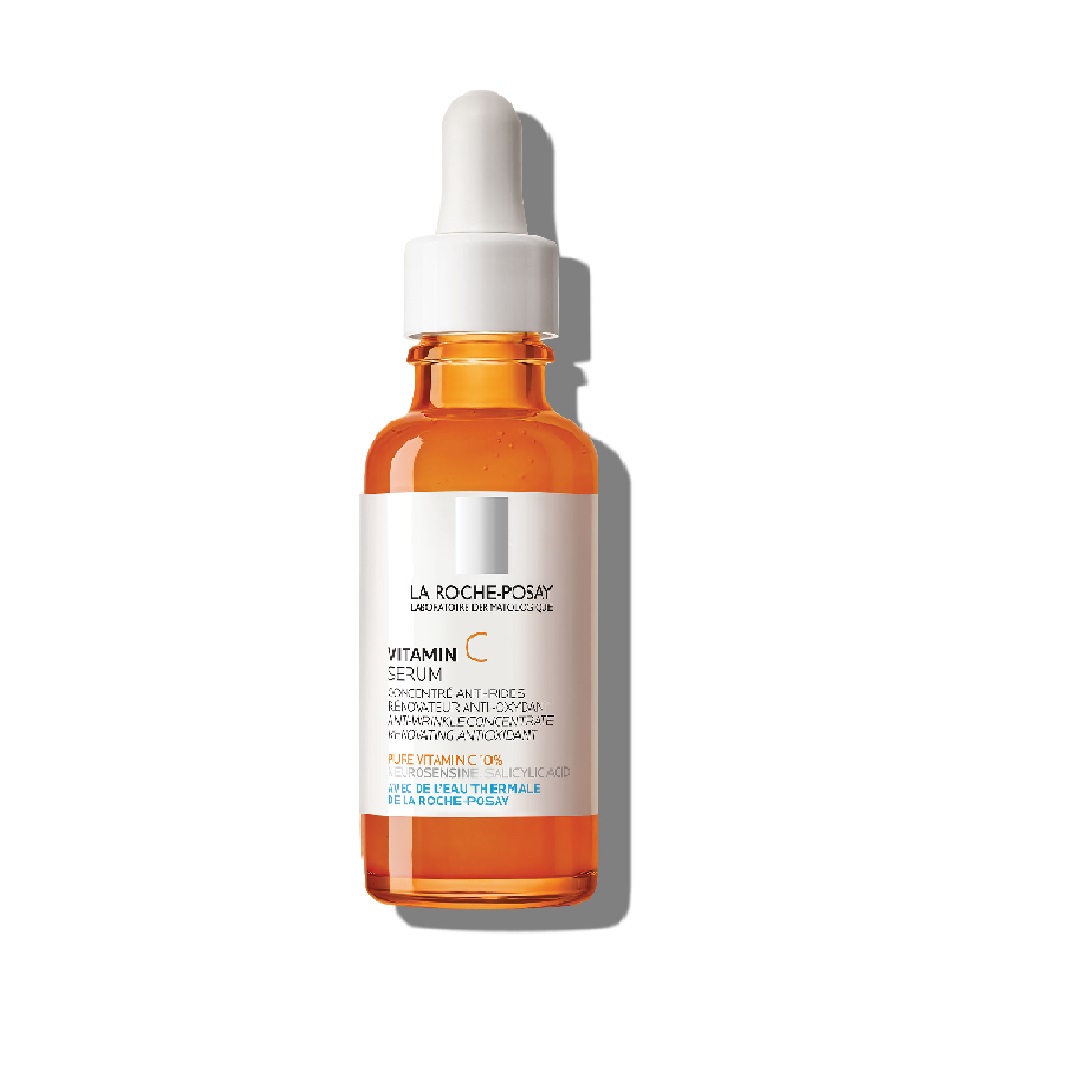 LA ROCHE-POSAY
LABORATOIRE DERMATOLOGIQUE
VITAMIN C
SERUM
CONCENTRÉ ANTI-RIDES
RÉNOVATEUR ANTI-OXYDANT
ANTI-WRINKLE CONCENTRATE
RENOVATING ANTIOXIDANT
PURE VITAMIN C 10%
NEUROSENSINE SALICYLIC ACID
AVEC DE L'EAU THERMALE
DE LA ROCHE-POSAY